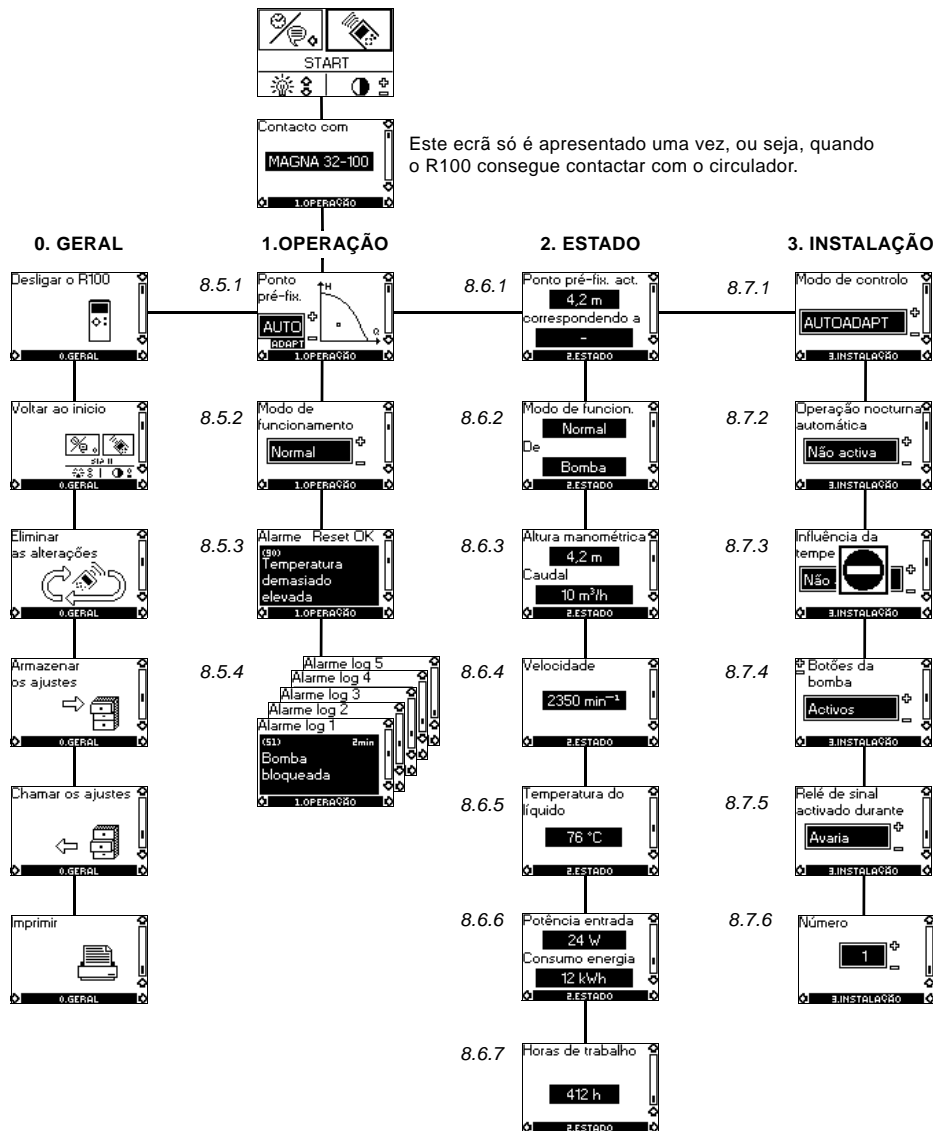 START
Contacto com
MAGNA 32-100
1.OPERAÇÃO
Este ecrã só é apresentado uma vez, ou seja, quando
o R100 consegue contactar com o circulador.
0. GERAL
1.OPERAÇÃO
2. ESTADO
3. INSTALAÇÃO
Desligar o R100
0.GERAL
8.5.1
Ponto
pré-fix.
H
Q
AUTO
ADAPT
1.OPERAÇÃO
8.6.1
Ponto pré-fix. act.
4,2 m
correspondendo a
-
2.ESTADO
8.7.1
Modo de controlo
AUTOADAPT
3.INSTALAÇÃO
Voltar ao inicio
START
0.GERAL
8.5.2
Modo de
funcionamento
Normal
1.OPERAÇÃO
8.6.2
Modo de funcion.
Normal
De
Bomba
2.ESTADO
8.7.2
Operação nocturna
automática
Não activa
3.INSTALAÇÃO
Eliminar
as alterações
0.GERAL
8.5.3
Alarme Reset OK
(90)
Temperatura
demasiado
elevada
1.OPERAÇÃO
8.6.3
Altura manométrica
4,2 m
Caudal
10 m³/h
2.ESTADO
8.7.3
Influência da
tempe
Não
3.INSTALAÇÃO
Armazenar
os ajustes
0.GERAL
8.5.4
Alarme log 5
Alarme log 4
Alarme log 3
Alarme log 2
Alarme log 1
(51) 2min
Bomba
bloqueada
1.OPERAÇÃO
8.6.4
Velocidade
2350 min⁻¹
2.ESTADO
8.7.4
Botões da
bomba
Activos
3.INSTALAÇÃO
Chamar os ajustes
0.GERAL
8.6.5
Temperatura do
líquido
76 °C
2.ESTADO
8.7.5
Relé de sinal
activado durante
Avaria
3.INSTALAÇÃO
Imprimir
0.GERAL
8.6.6
Potência entrada
24 W
Consumo energia
12 kWh
2.ESTADO
8.7.6
Número
1
3.INSTALAÇÃO
8.6.7
Horas de trabalho
412 h
2.ESTADO